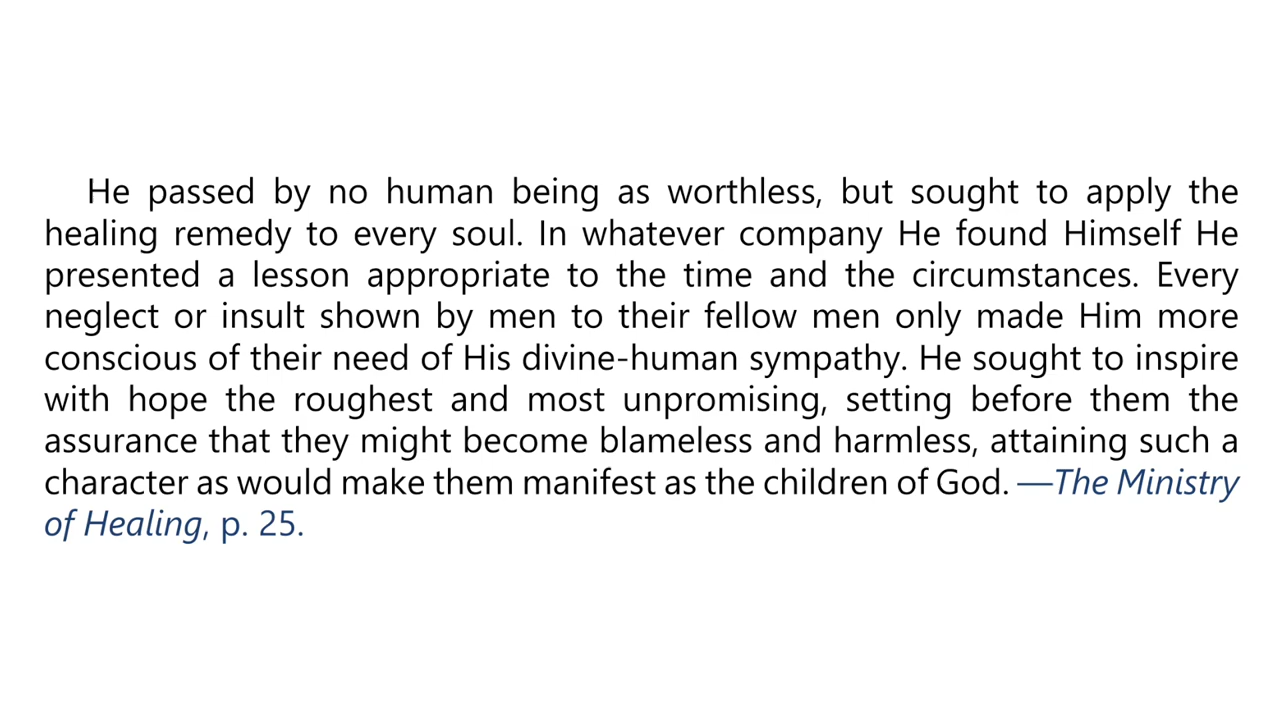 He passed by no human being as worthless, but sought to apply the
healing remedy to every soul. In whatever company He found Himself He
presented a lesson appropriate to the time and the circumstances. Every
neglect or insult shown by men to their fellow men only made Him more
conscious of their need of His divine-human sympathy. He sought to inspire
with hope the roughest and most unpromising, setting before them the
assurance that they might become blameless and harmless, attaining such a
character as would make them manifest as the children of God. —The Ministry
of Healing, p. 25.